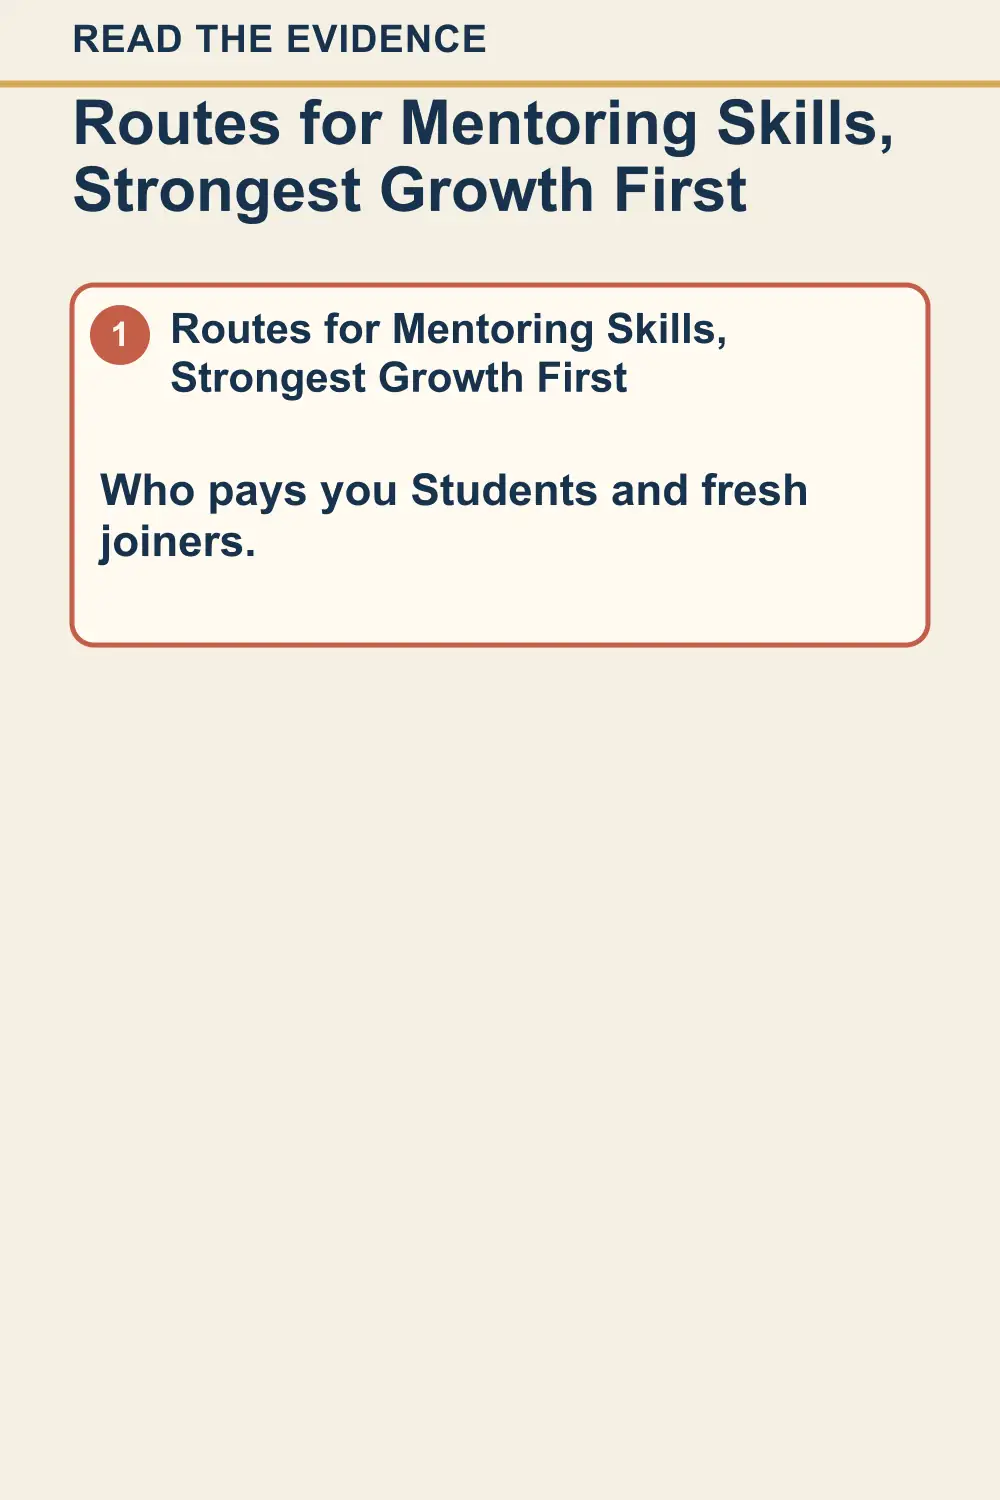 READ THE EVIDENCE
Routes for Mentoring Skills,
Strongest Growth First
1
Routes for Mentoring Skills,
Strongest Growth First
Who pays you Students and fresh
joiners.